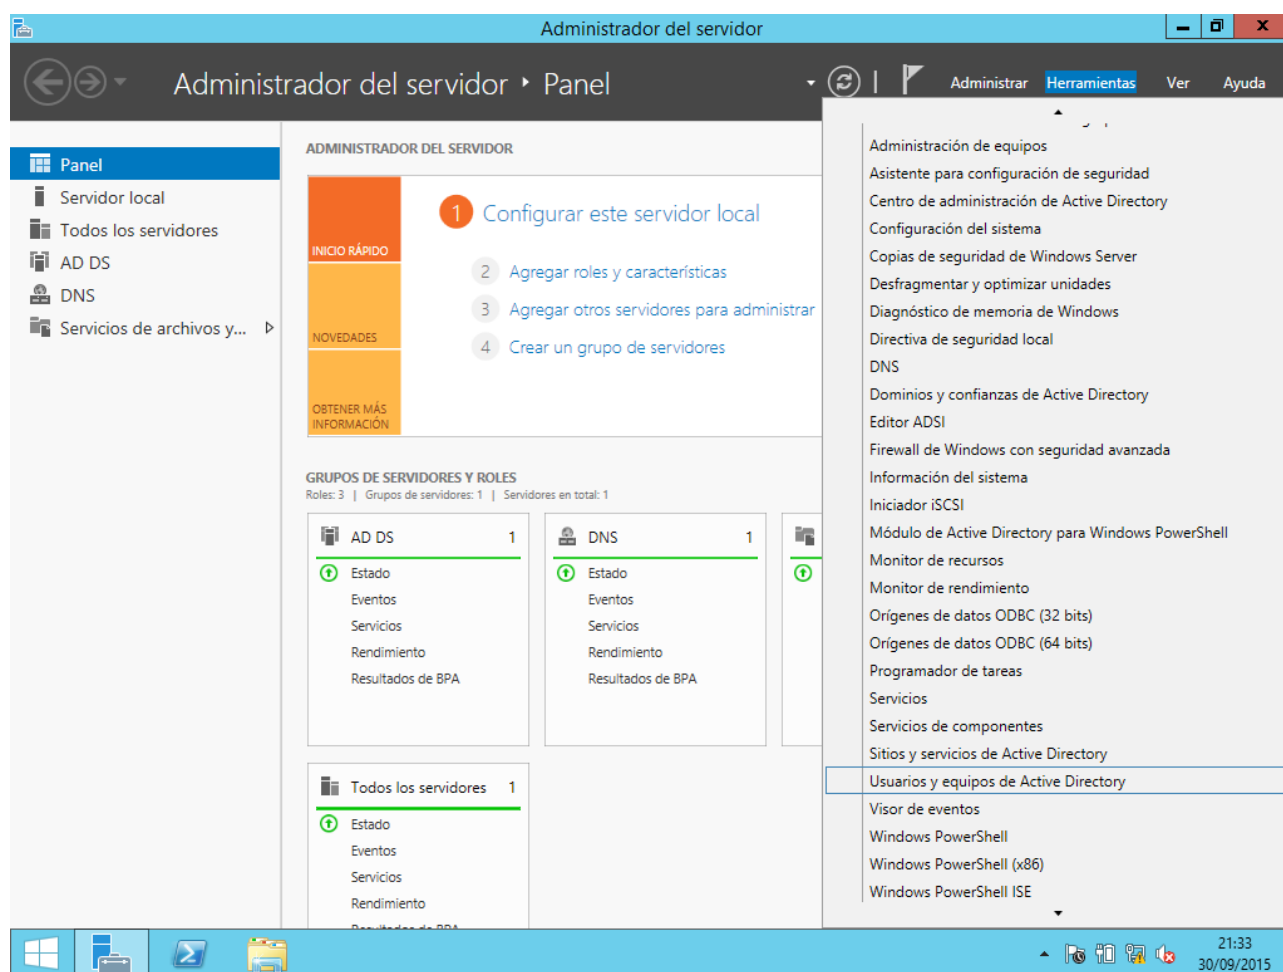 Administrador del servidor
Administrador del servidor ‣ Panel
Administrar Herramientas Ver Ayuda
Panel
Servidor local
Todos los servidores
AD DS
DNS
Servicios de archivos y...
ADMINISTRADOR DEL SERVIDOR
INICIO RÁPIDO
NOVEDADES
OBTENER MÁS
INFORMACIÓN
1 Configurar este servidor local
2 Agregar roles y características
3 Agregar otros servidores para administrar
4 Crear un grupo de servidores
GRUPOS DE SERVIDORES Y ROLES
Roles: 3 | Grupos de servidores: 1 | Servidores en total: 1
AD DS 1
Estado
Eventos
Servicios
Rendimiento
Resultados de BPA
DNS 1
Estado
Eventos
Servicios
Rendimiento
Resultados de BPA
Todos los servidores 1
Estado
Eventos
Servicios
Rendimiento
Administración de equipos
Asistente para configuración de seguridad
Centro de administración de Active Directory
Configuración del sistema
Copias de seguridad de Windows Server
Desfragmentar y optimizar unidades
Diagnóstico de memoria de Windows
Directiva de seguridad local
DNS
Dominios y confianzas de Active Directory
Editor ADSI
Firewall de Windows con seguridad avanzada
Información del sistema
Iniciador iSCSI
Módulo de Active Directory para Windows PowerShell
Monitor de recursos
Monitor de rendimiento
Orígenes de datos ODBC (32 bits)
Orígenes de datos ODBC (64 bits)
Programador de tareas
Servicios
Servicios de componentes
Sitios y servicios de Active Directory
Usuarios y equipos de Active Directory
Visor de eventos
Windows PowerShell
Windows PowerShell (x86)
Windows PowerShell ISE
21:33
30/09/2015